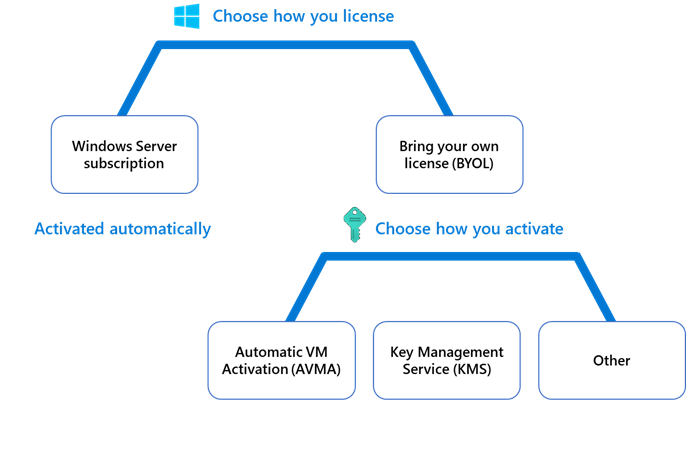 Choose how you license
Windows Server
subscription
Bring your own
license (BYOL)
Activated automatically
Choose how you activate
Automatic VM
Activation (AVMA)
Key Management
Service (KMS)
Other